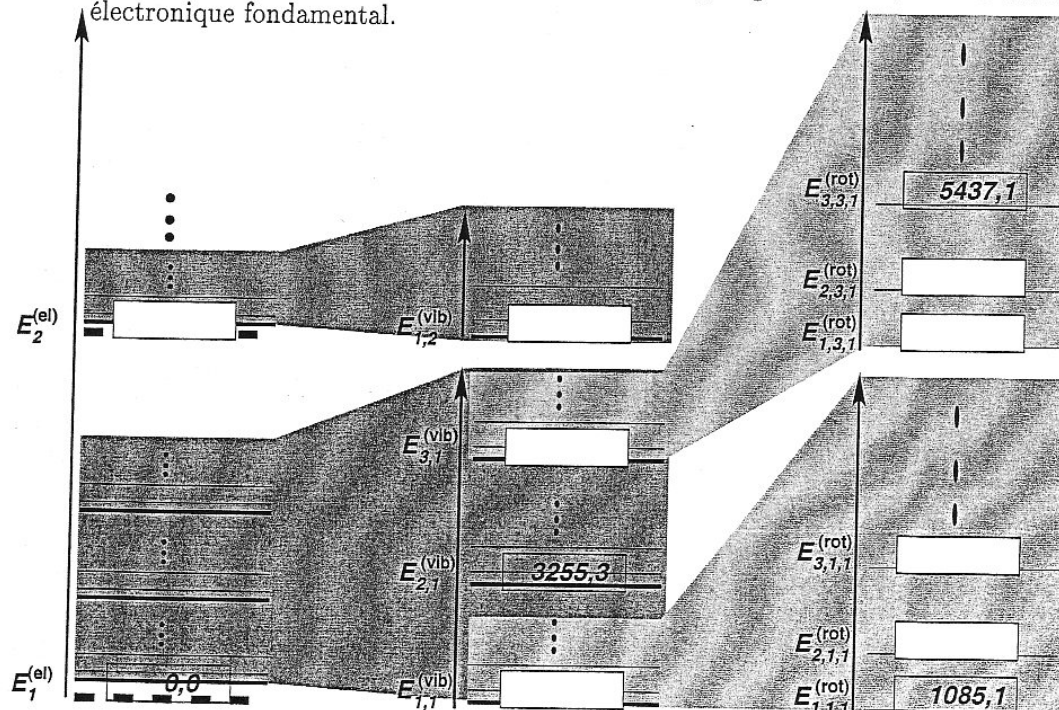 électronique fondamental.
E_{3,3,1}^{(rot)} 5437,1
E_{2,3,1}^{(rot)}
E_2^{(el)} E_{1,2}^{(vib)} E_{1,3,1}^{(rot)}
E_{3,1}^{(vib)}
E_{3,1,1}^{(rot)}
E_{2,1}^{(vib)} 3255,3
E_{2,1,1}^{(rot)}
E_1^{(el)} 0,0 E_{1,1}^{(vib)} E_{1,1,1}^{(rot)} 1085,1